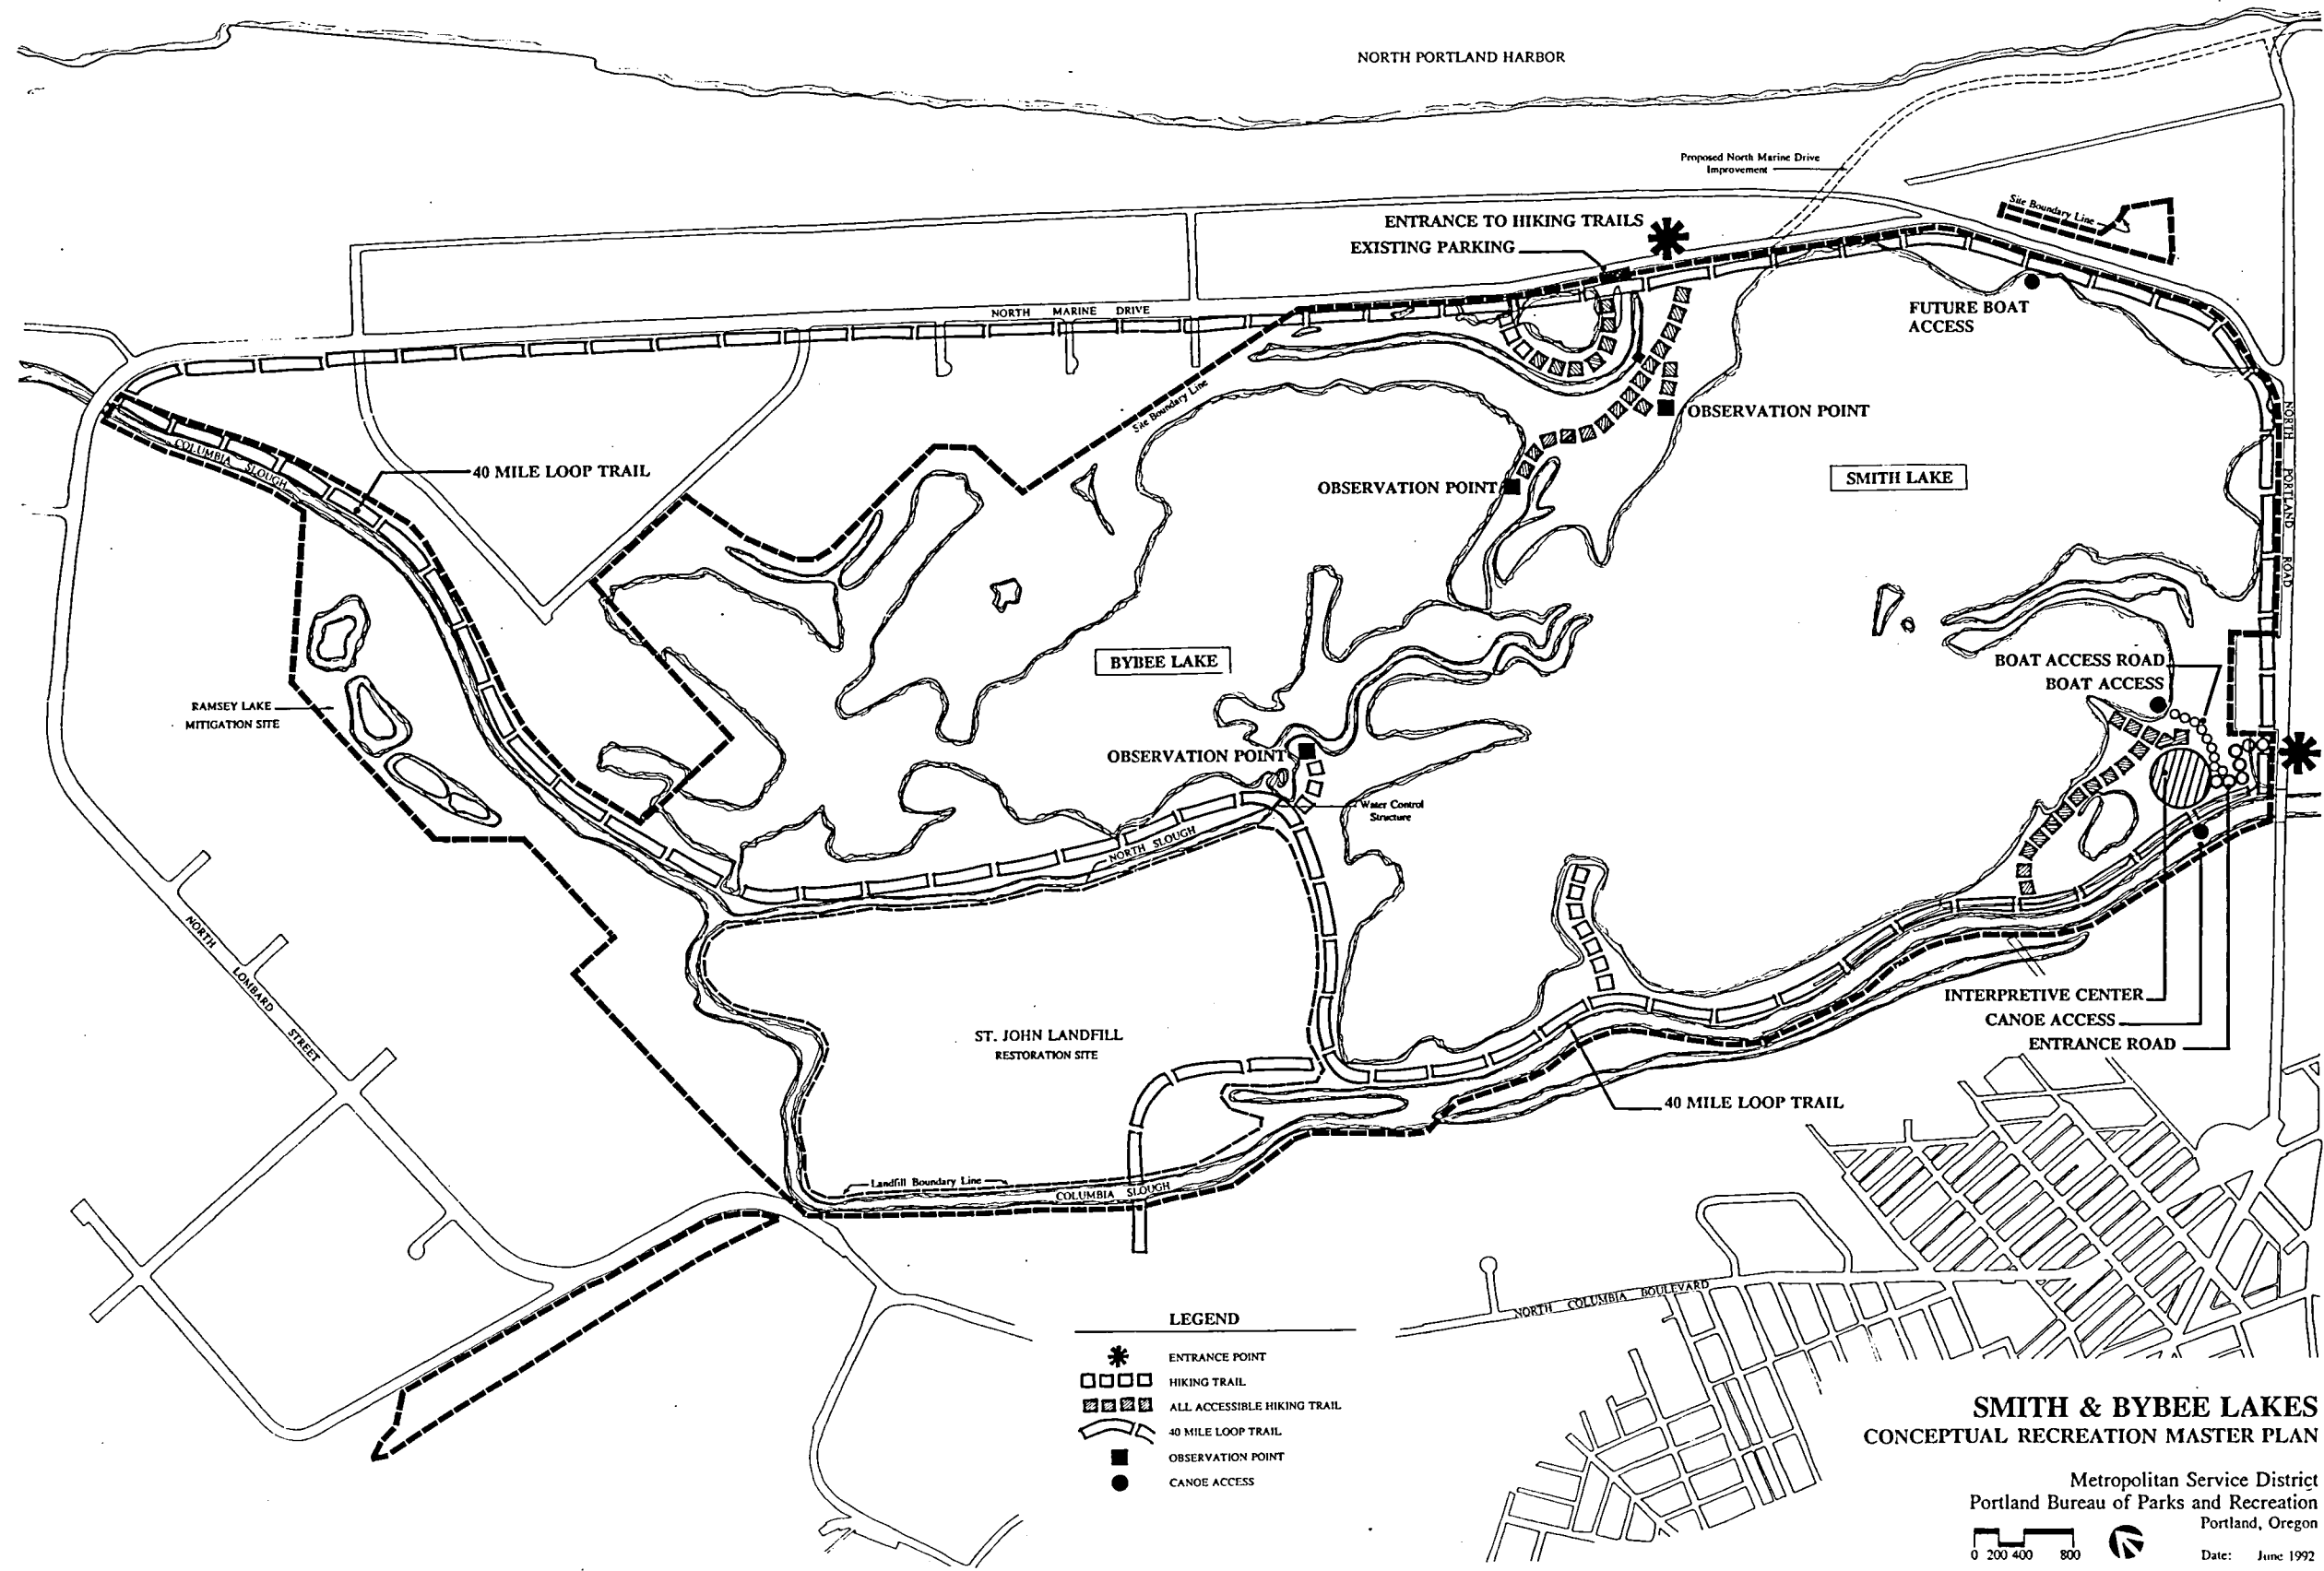 NORTH PORTLAND HARBOR
Proposed North Marine Drive
Improvement
Site Boundary Line
ENTRANCE TO HIKING TRAILS
EXISTING PARKING
FUTURE BOAT
ACCESS
NORTH MARINE DRIVE
Site Boundary Line
OBSERVATION POINT
NORTH PORTLAND ROAD
COLUMBIA SLOUGH
40 MILE LOOP TRAIL
OBSERVATION POINT
SMITH LAKE
BYBEE LAKE
BOAT ACCESS ROAD
BOAT ACCESS
RAMSEY LAKE
MITIGATION SITE
OBSERVATION POINT
Water Control
Structure
NORTH SLOUGH
NORTH LOMBARD STREET
INTERPRETIVE CENTER
CANOE ACCESS
ENTRANCE ROAD
ST. JOHN LANDFILL
RESTORATION SITE
40 MILE LOOP TRAIL
Landfill Boundary Line
COLUMBIA SLOUGH
NORTH COLUMBIA BOULEVARD
LEGEND
ENTRANCE POINT
HIKING TRAIL
ALL ACCESSIBLE HIKING TRAIL
40 MILE LOOP TRAIL
OBSERVATION POINT
CANOE ACCESS
SMITH & BYBEE LAKES
CONCEPTUAL RECREATION MASTER PLAN
Metropolitan Service District
Portland Bureau of Parks and Recreation
Portland, Oregon
0 200 400 800
Date: June 1992